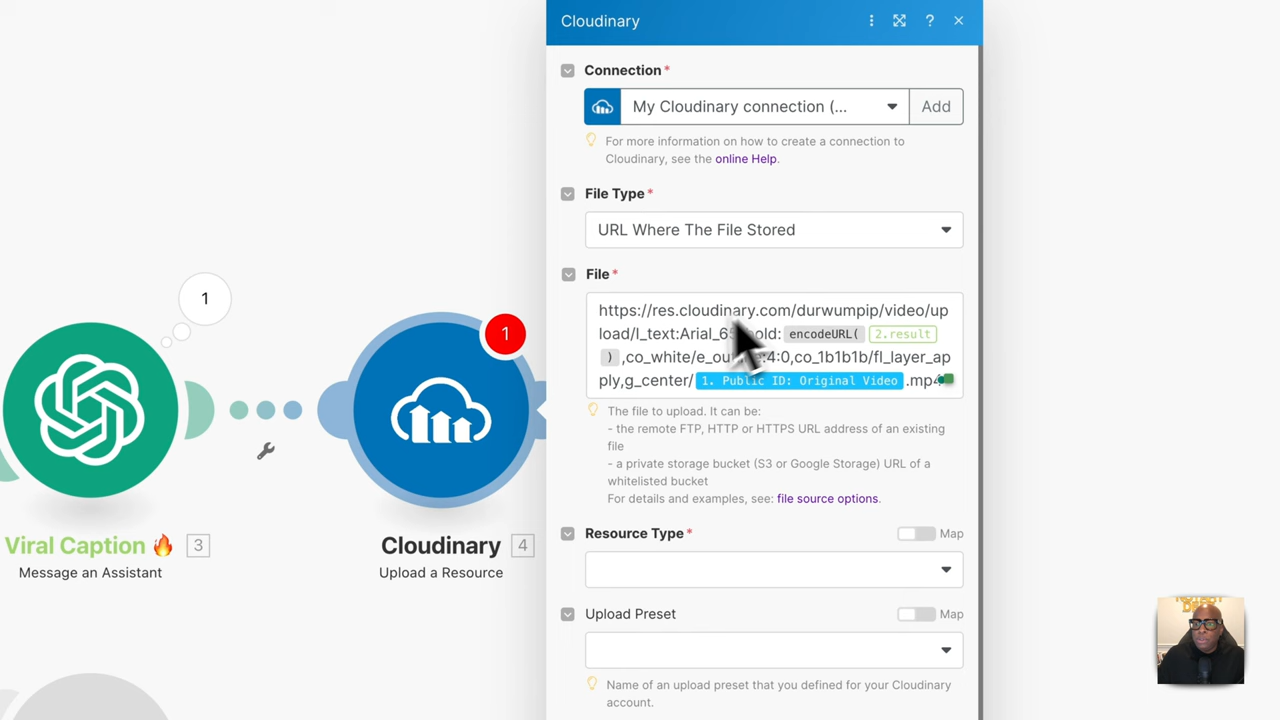 Cloudinary
Connection *
My Cloudinary connection (...
Add
For more information on how to create a connection to
Cloudinary, see the online Help.
File Type *
URL Where The File Stored
File *
https://res.cloudinary.com/durwumpip/video/up
load/l_text:Arial_65 bold: encodeURL( 2.result
) ,co_white/e_ou :4:0,co_1b1b1b/fl_layer_ap
ply,g_center/ 1. Public ID: Original Video .mp4
The file to upload. It can be:
- the remote FTP, HTTP or HTTPS URL address of an existing
file
- a private storage bucket (S3 or Google Storage) URL of a
whitelisted bucket
For details and examples, see: file source options.
Resource Type *
Map
Upload Preset
Map
Name of an upload preset that you defined for your Cloudinary
account.
1
Viral Caption 🔥 3
Message an Assistant
1
Cloudinary 4
Upload a Resource